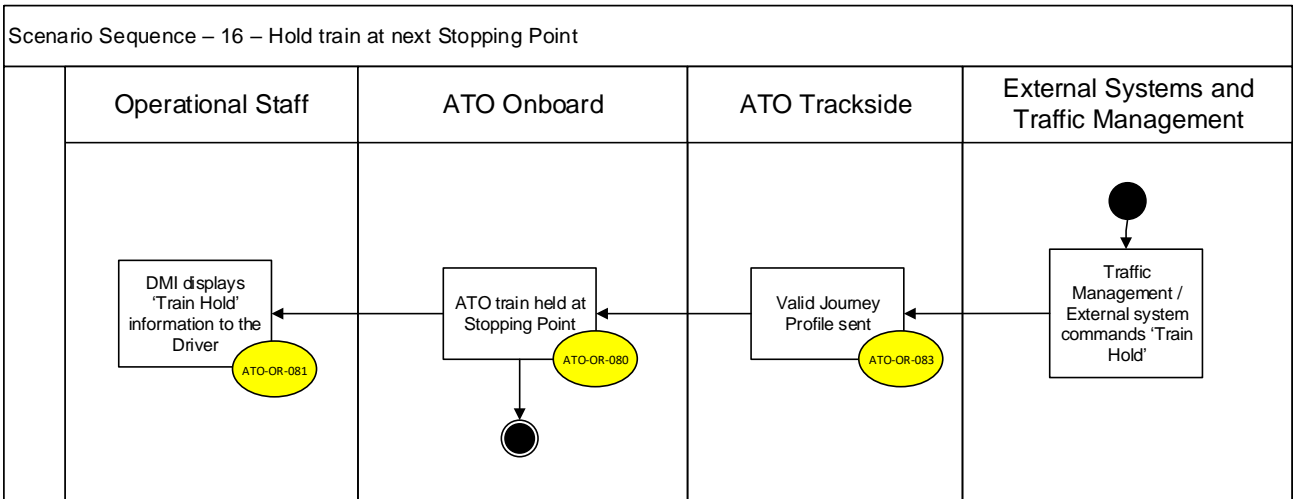 Scenario Sequence – 16 – Hold train at next Stopping Point
Operational Staff
ATO Onboard
ATO Trackside
External Systems and
Traffic Management
DMI displays
‘Train Hold’
information to the
Driver
ATO-OR-081
ATO train held at
Stopping Point
ATO-OR-080
Valid Journey
Profile sent
ATO-OR-083
Traffic
Management /
External system
commands ‘Train
Hold’